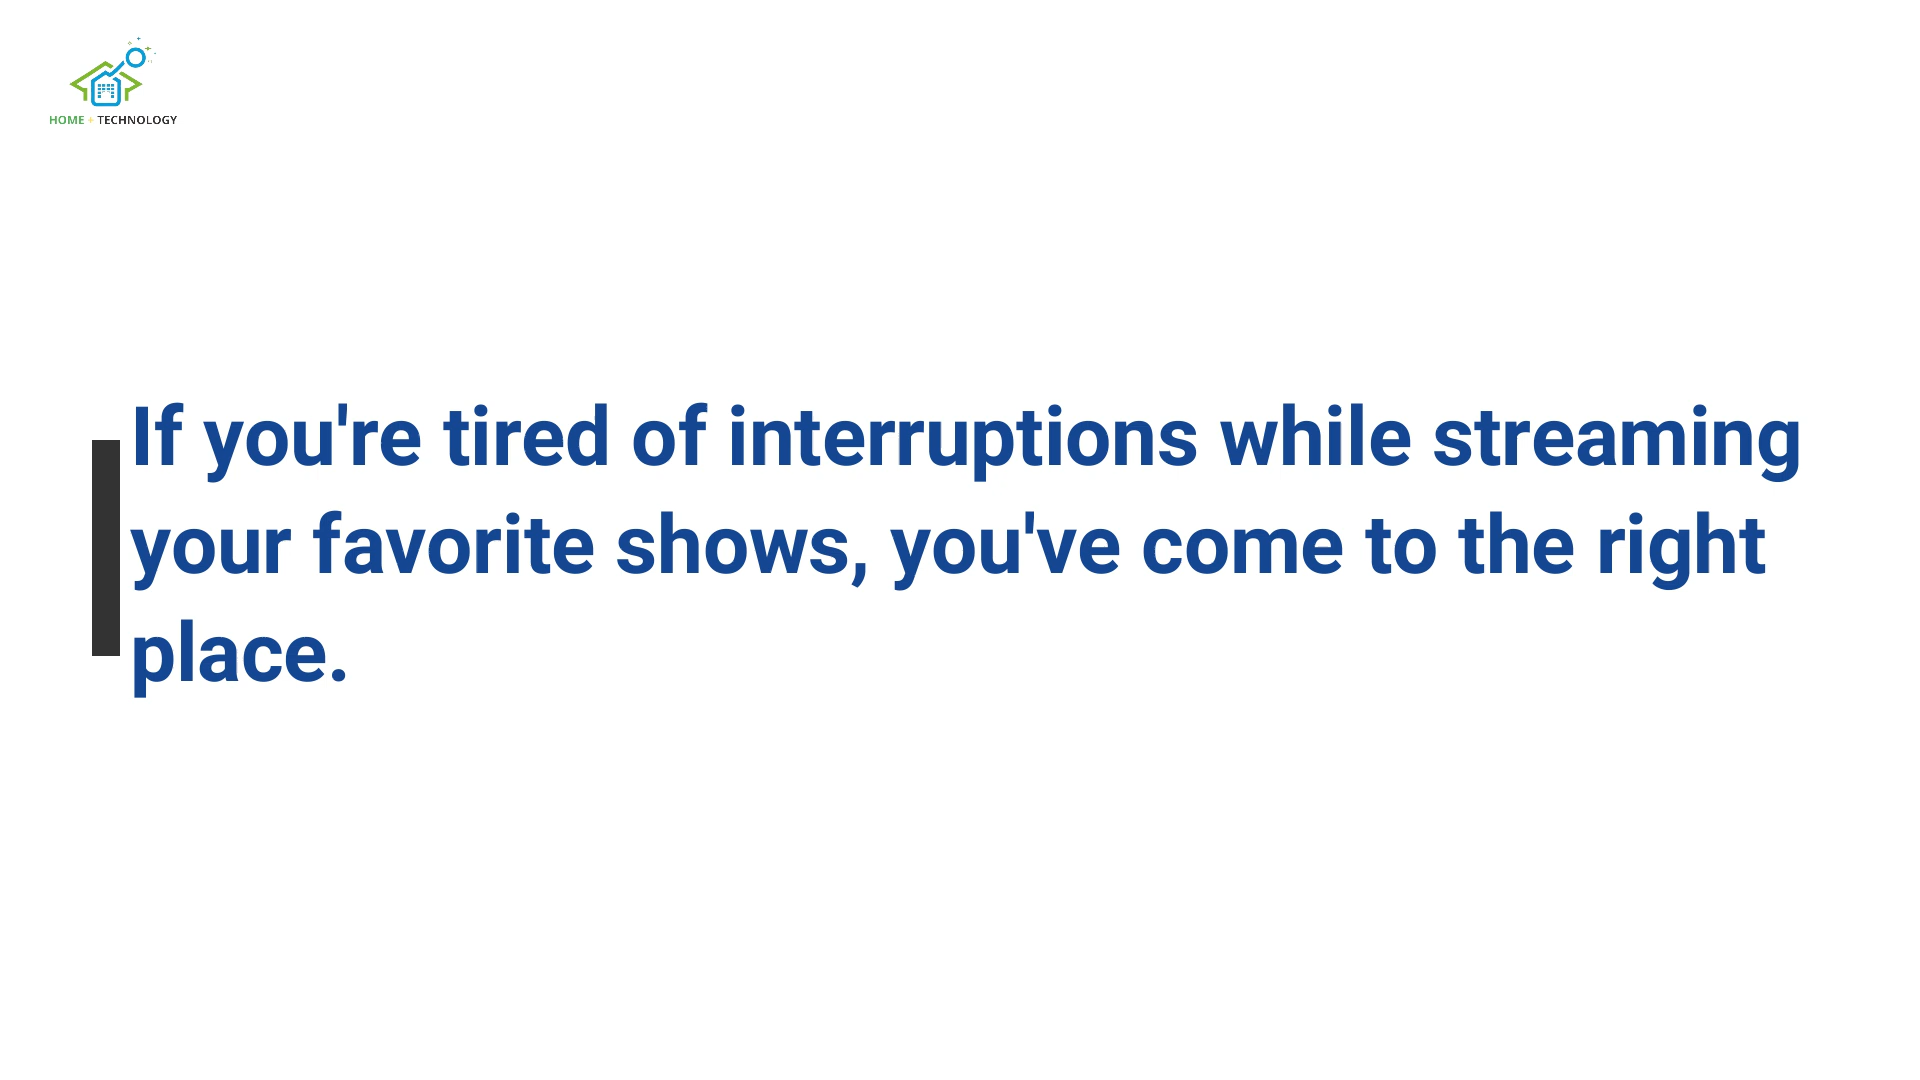 HOME + TECHNOLOGY
If you're tired of interruptions while streaming
your favorite shows, you've come to the right
place.